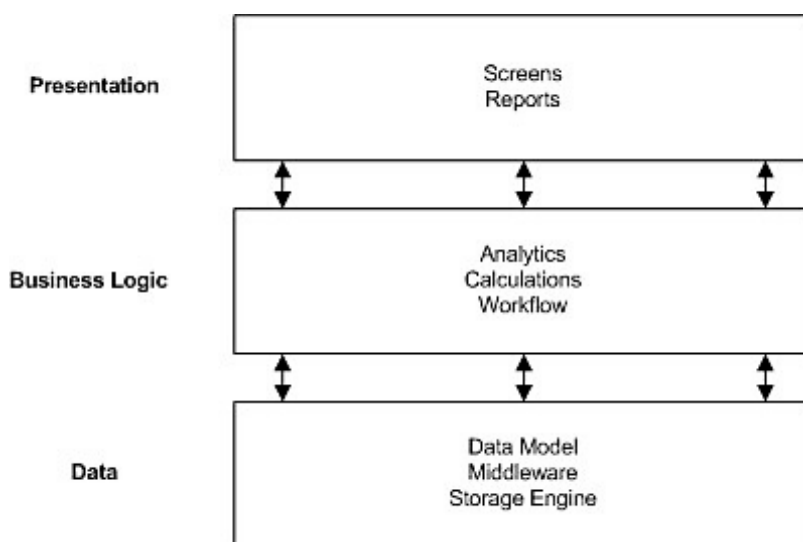 Presentation
Screens
Reports
Business Logic
Analytics
Calculations
Workflow
Data
Data Model
Middleware
Storage Engine